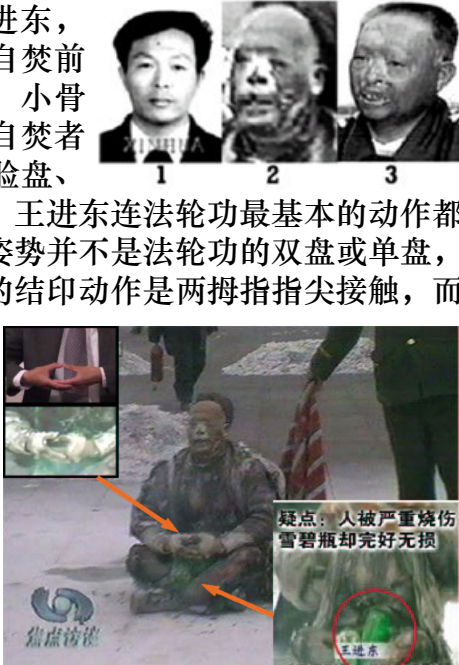 进东，
自焚前
小骨
自焚者
脸盘、
XINHUA
1 2 3
王进东连法轮功最基本的动作都
姿势并不是法轮功的双盘或单盘，
的结印动作是两拇指指尖接触，而
疑点：人被严重烧伤
雪碧瓶却完好无损
王进东
焦点访谈